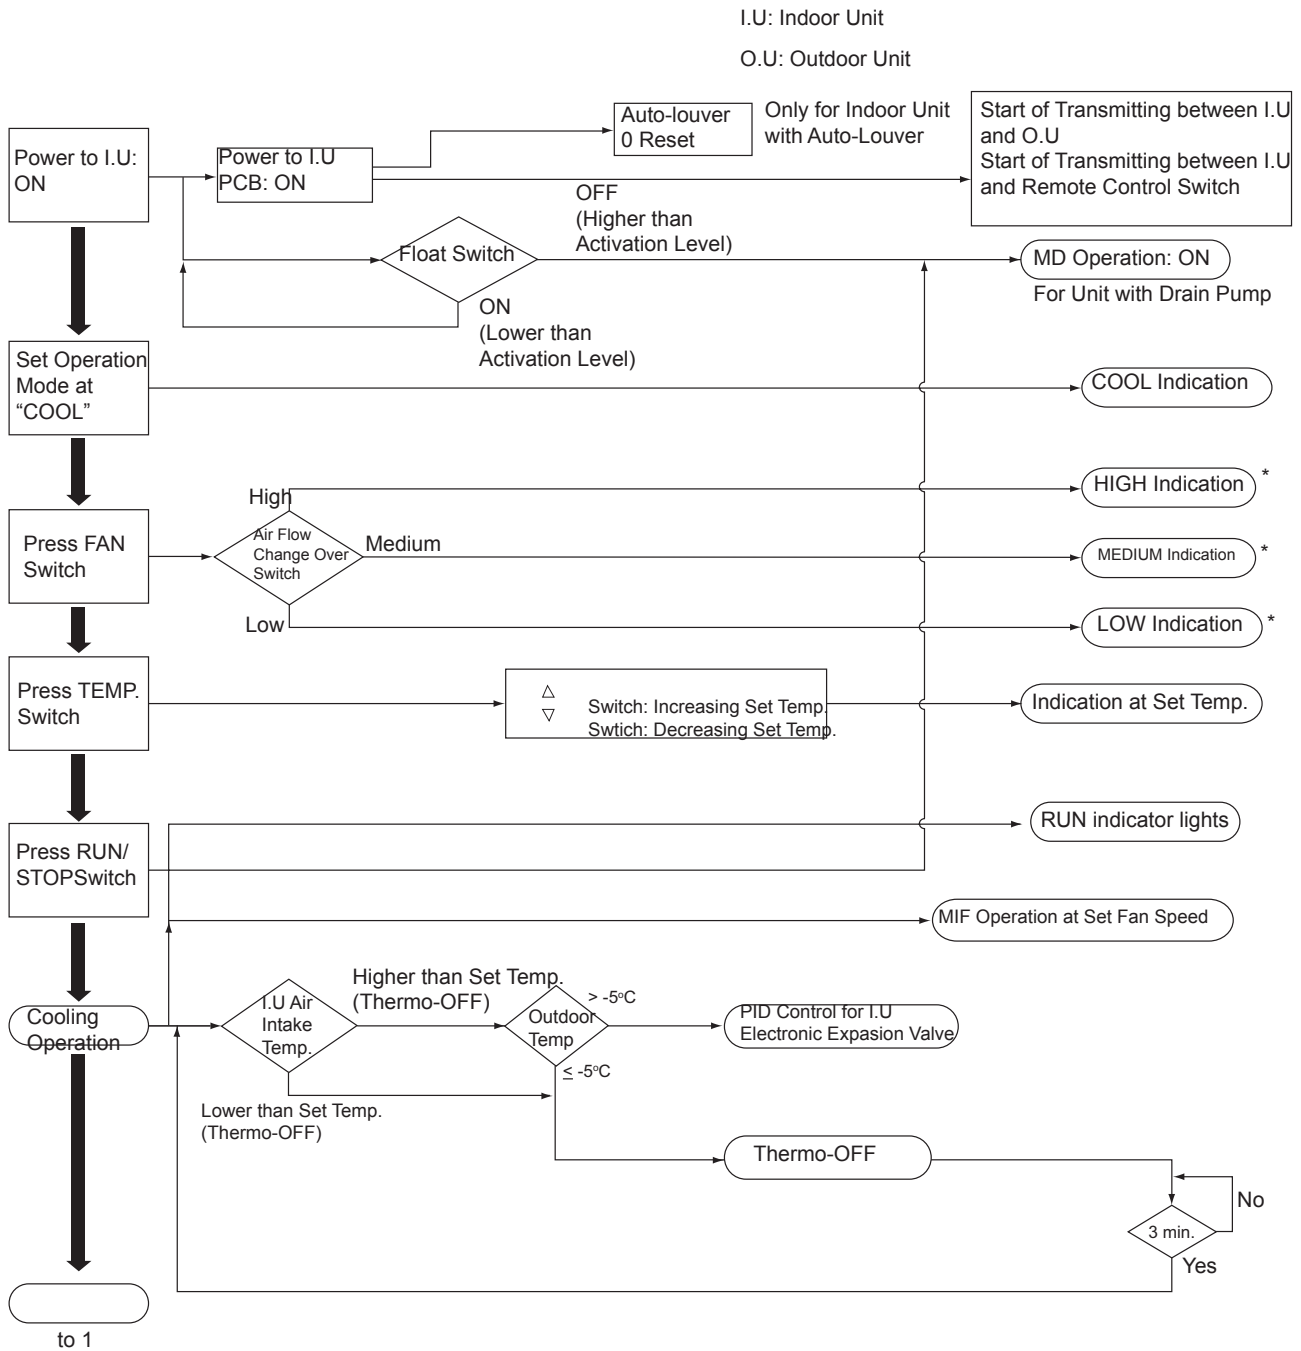 I.U: Indoor Unit
O.U: Outdoor Unit
Power to I.U:
ON
Power to I.U
PCB: ON
Auto-louver
0 Reset
Only for Indoor Unit
with Auto-Louver
Start of Transmitting between I.U
and O.U
Start of Transmitting between I.U
and Remote Control Switch
Float Switch
OFF
(Higher than
Activation Level)
ON
(Lower than
Activation Level)
MD Operation: ON
For Unit with Drain Pump
Set Operation
Mode at
“COOL”
COOL Indication
Press FAN
Switch
Air Flow
Change Over
Switch
High
Medium
Low
HIGH Indication *
MEDIUM Indication *
LOW Indication *
Press TEMP.
Switch
△
▽
Switch: Increasing Set Temp.
Swtich: Decreasing Set Temp.
Indication at Set Temp.
Press RUN/
STOPSwitch
RUN indicator lights
MIF Operation at Set Fan Speed
Cooling
Operation
I.U Air
Intake
Temp.
Higher than Set Temp.
(Thermo-OFF)
Lower than Set Temp.
(Thermo-OFF)
Outdoor
Temp
> -5°C
≤ -5°C
PID Control for I.U
Electronic Expasion Valve
Thermo-OFF
3 min.
No
Yes
to 1